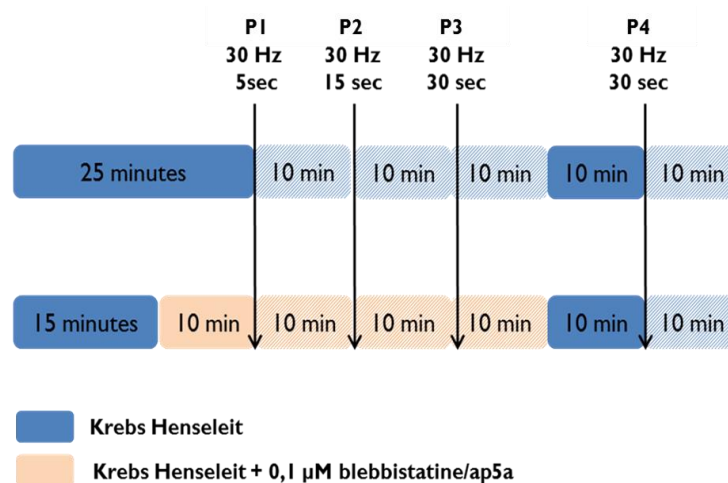 P1 P2 P3 P4
30 Hz 30 Hz 30 Hz 30 Hz
5sec 15 sec 30 sec 30 sec
25 minutes 10 min 10 min 10 min 10 min 10 min
15 minutes 10 min 10 min 10 min 10 min 10 min 10 min
Krebs Henseleit
Krebs Henseleit + 0,1 µM blebbistatine/ap5a